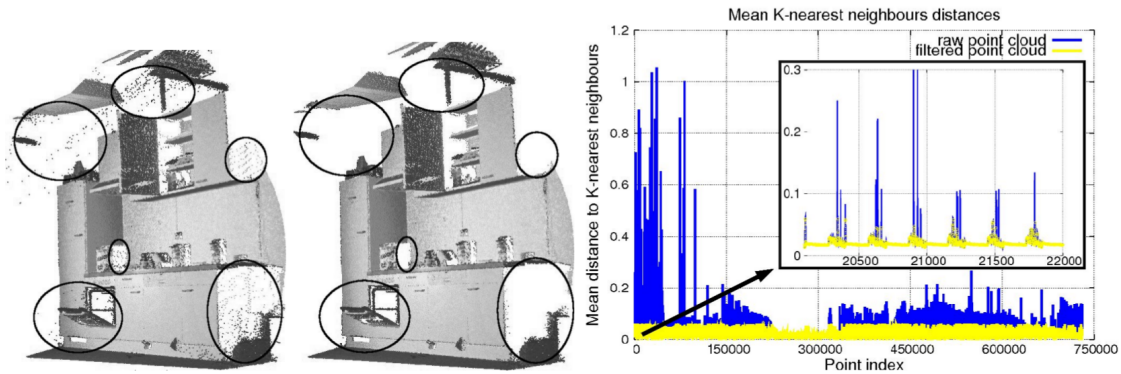 Mean K-nearest neighbours distances
raw point cloud
filtered point cloud
Mean distance to K-nearest neighbours
1.2
1
0.8
0.6
0.4
0.2
0
0.3
0.2
0.1
0
20500 21000 21500 22000
0 150000 300000 450000 600000 750000
Point index